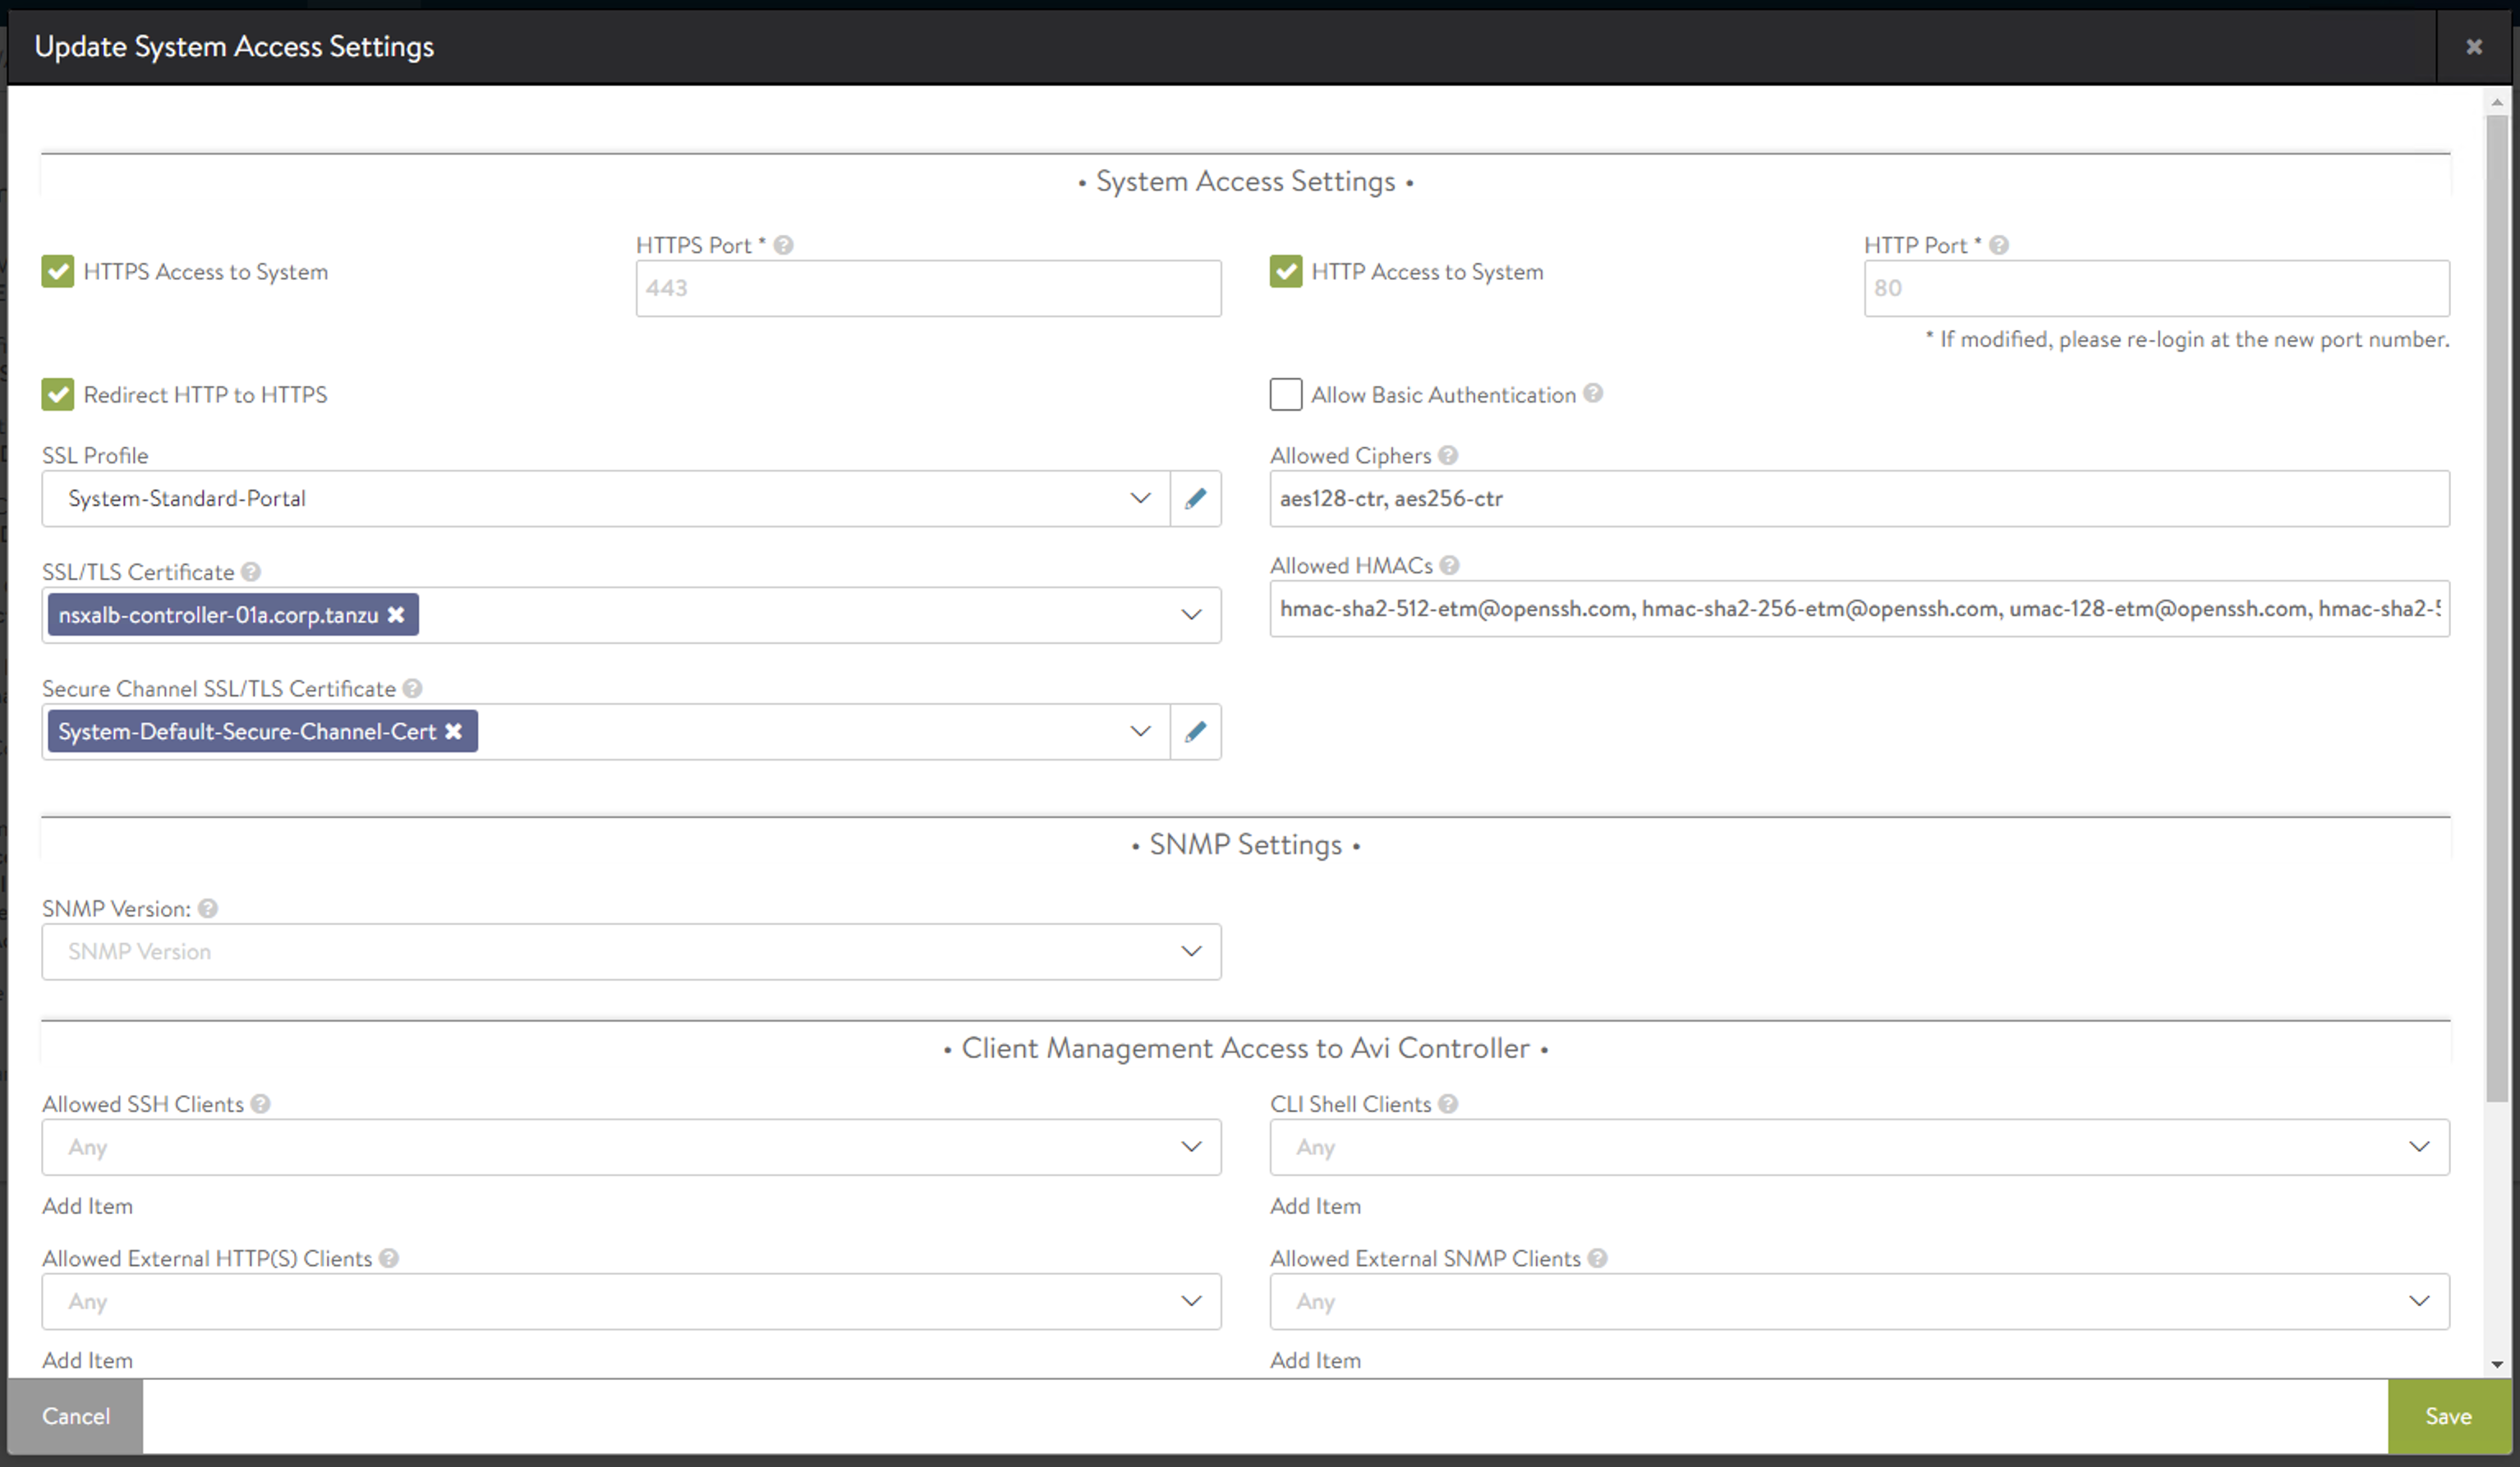 Update System Access Settings
• System Access Settings •
HTTPS Access to System
HTTPS Port *
443
HTTP Access to System
HTTP Port *
80
* If modified, please re-login at the new port number.
Redirect HTTP to HTTPS
Allow Basic Authentication
SSL Profile
System-Standard-Portal
Allowed Ciphers
aes128-ctr, aes256-ctr
SSL/TLS Certificate
nsxalb-controller-01a.corp.tanzu
Allowed HMACs
hmac-sha2-512-etm@openssh.com, hmac-sha2-256-etm@openssh.com, umac-128-etm@openssh.com, hmac-sha2-
Secure Channel SSL/TLS Certificate
System-Default-Secure-Channel-Cert
• SNMP Settings •
SNMP Version:
SNMP Version
• Client Management Access to Avi Controller •
Allowed SSH Clients
Any
Add Item
CLI Shell Clients
Any
Add Item
Allowed External HTTP(S) Clients
Any
Add Item
Allowed External SNMP Clients
Any
Add Item
Cancel
Save